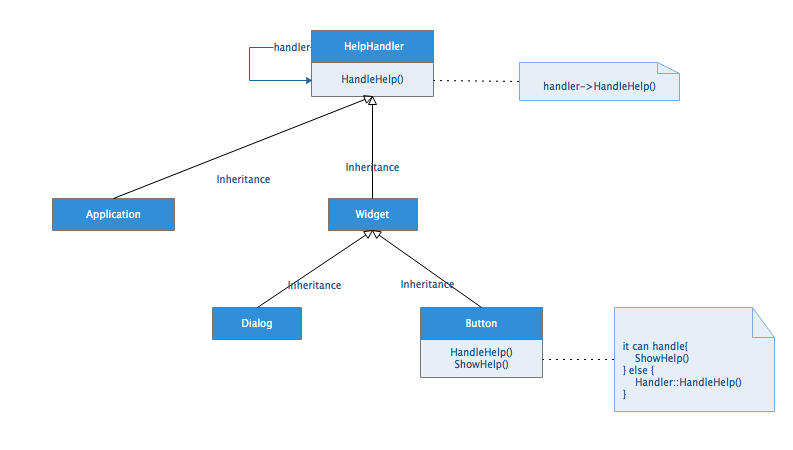 HelpHandler
handler
HandleHelp()
handler->HandleHelp()
Inheritance
Inheritance
Application
Widget
Inheritance
Inheritance
Dialog
Button
HandleHelp()
ShowHelp()
it can handle{
ShowHelp()
} else {
Handler::HandleHelp()
}